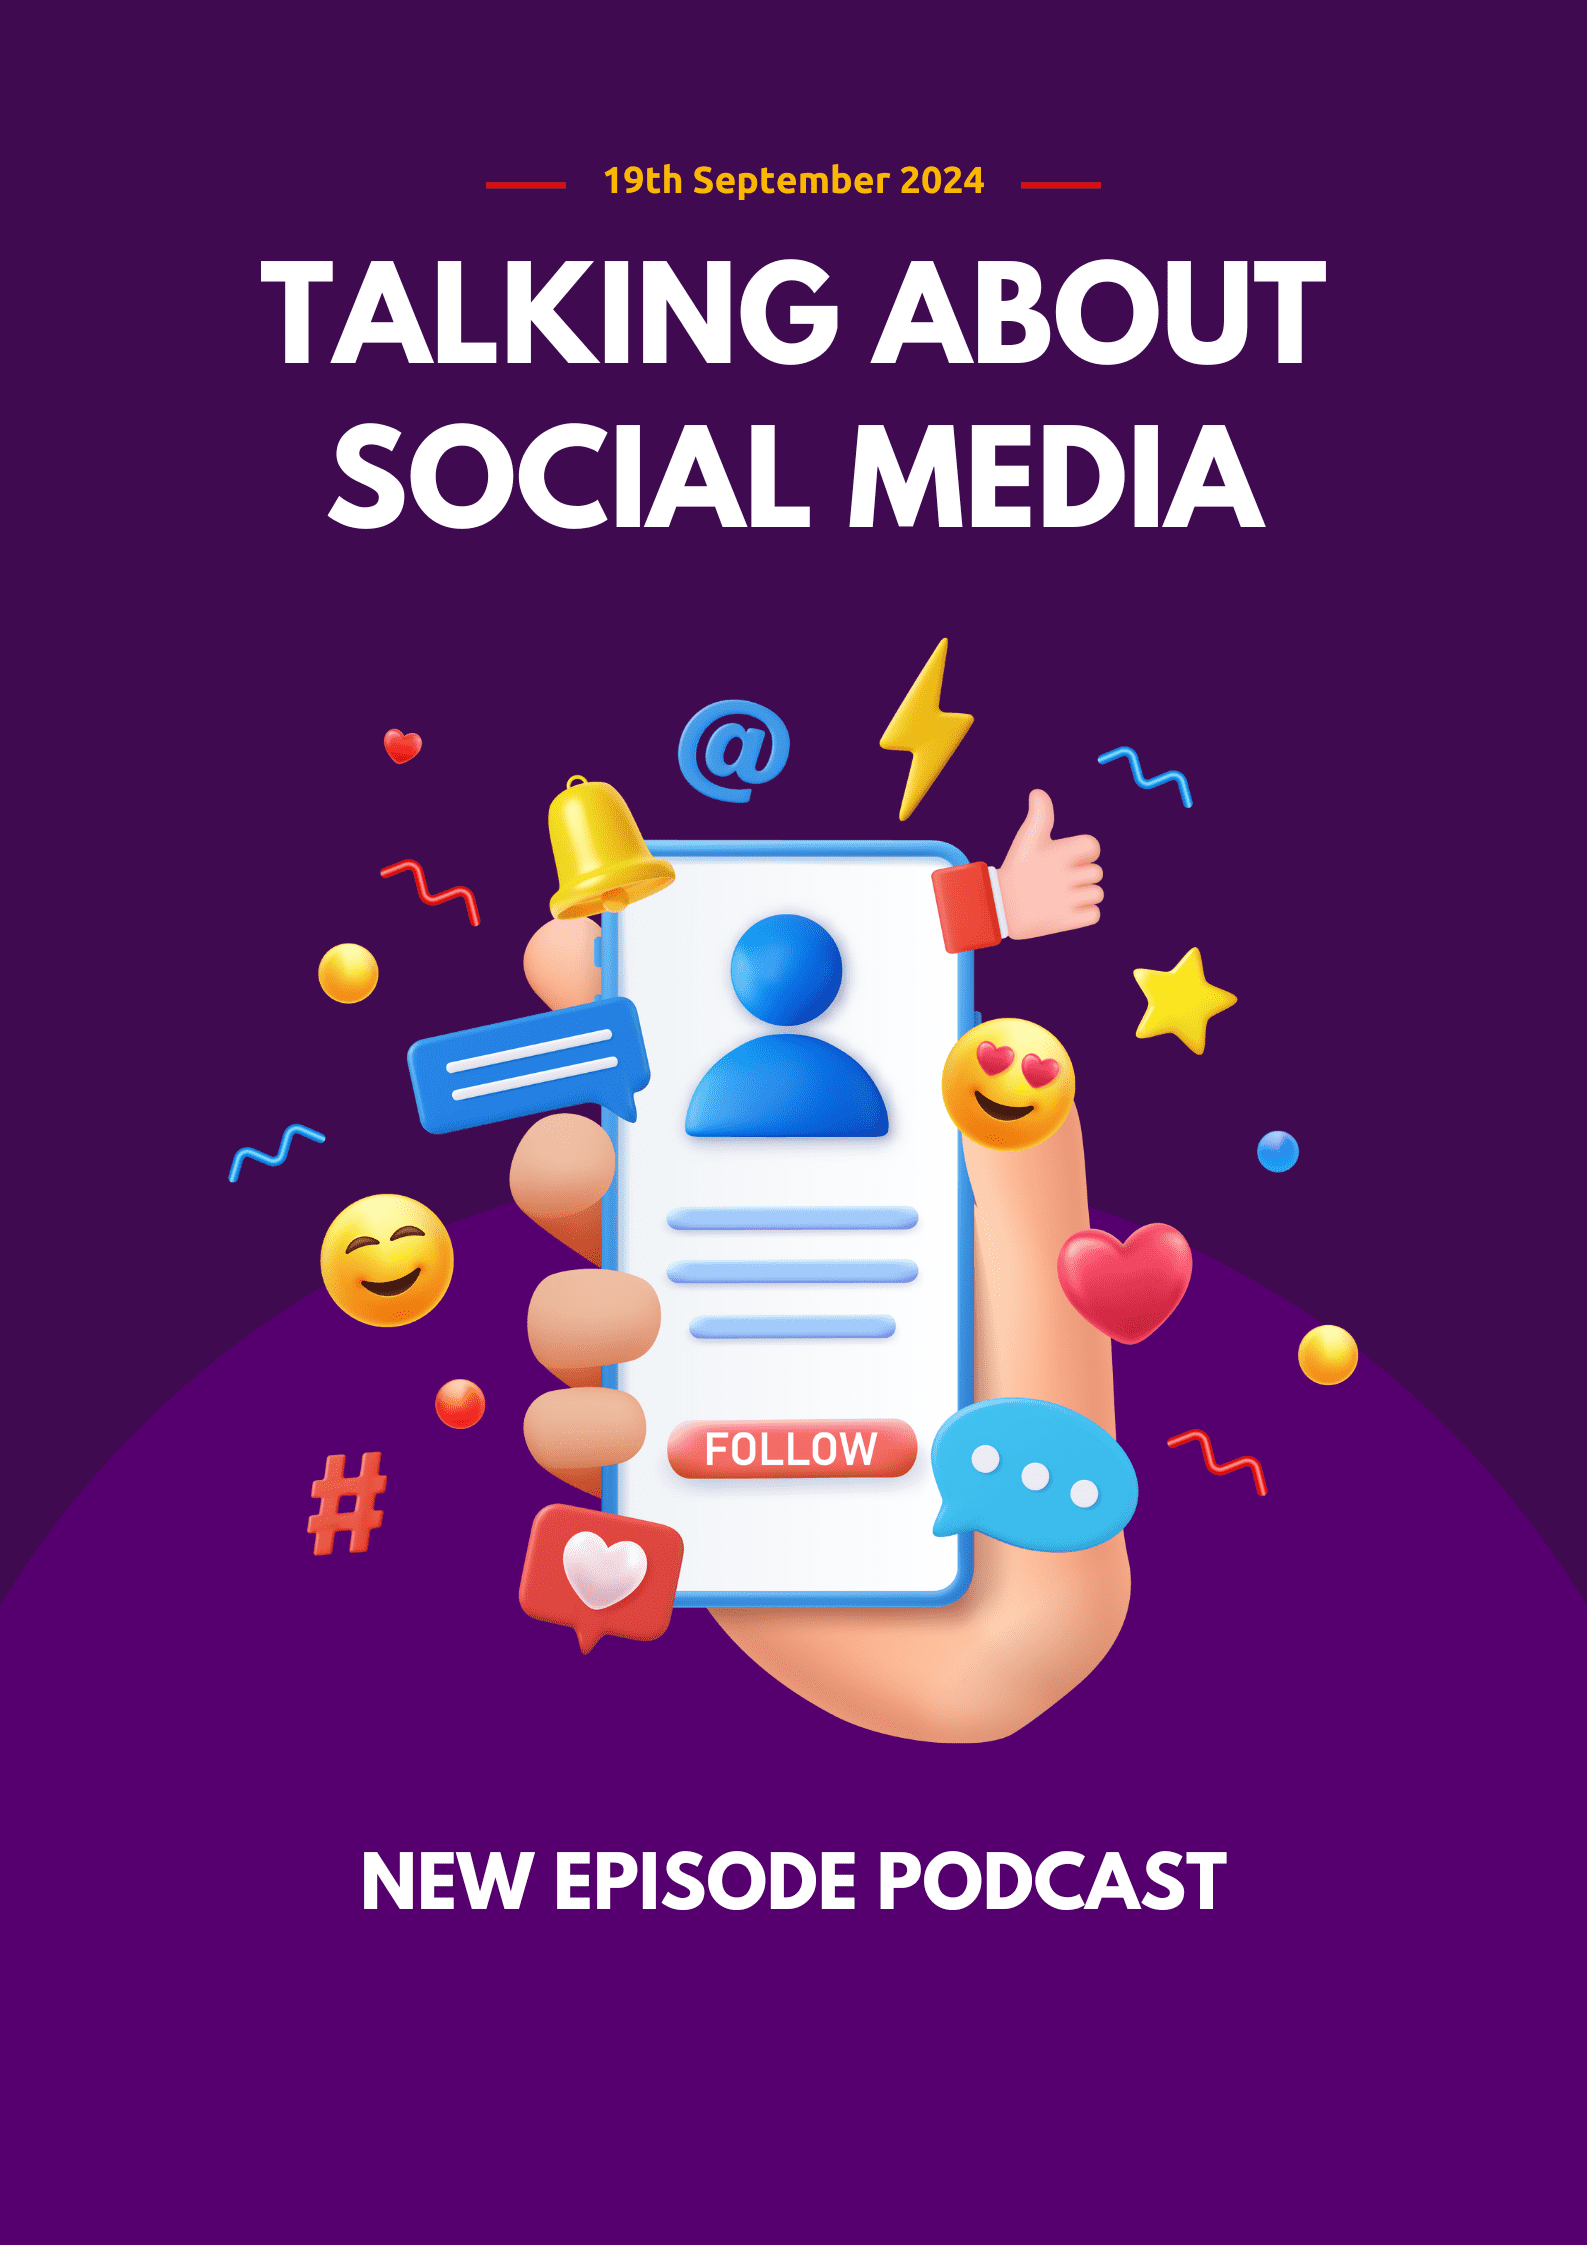 19th September 2024
TALKING ABOUT
SOCIAL MEDIA
@
#
FOLLOW
NEW EPISODE PODCAST